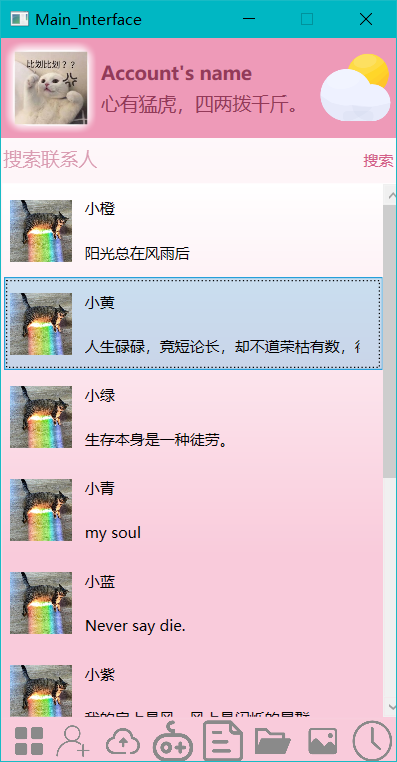 Main_Interface
比划比划？？
Account's name
心有猛虎，四两拨千斤。
搜索联系人
搜索
小橙
阳光总在风雨后
小黄
人生碌碌，竞短论长，却不道荣枯有数，
小绿
生存本身是一种徒劳。
小青
my soul
小蓝
Never say die.
小紫